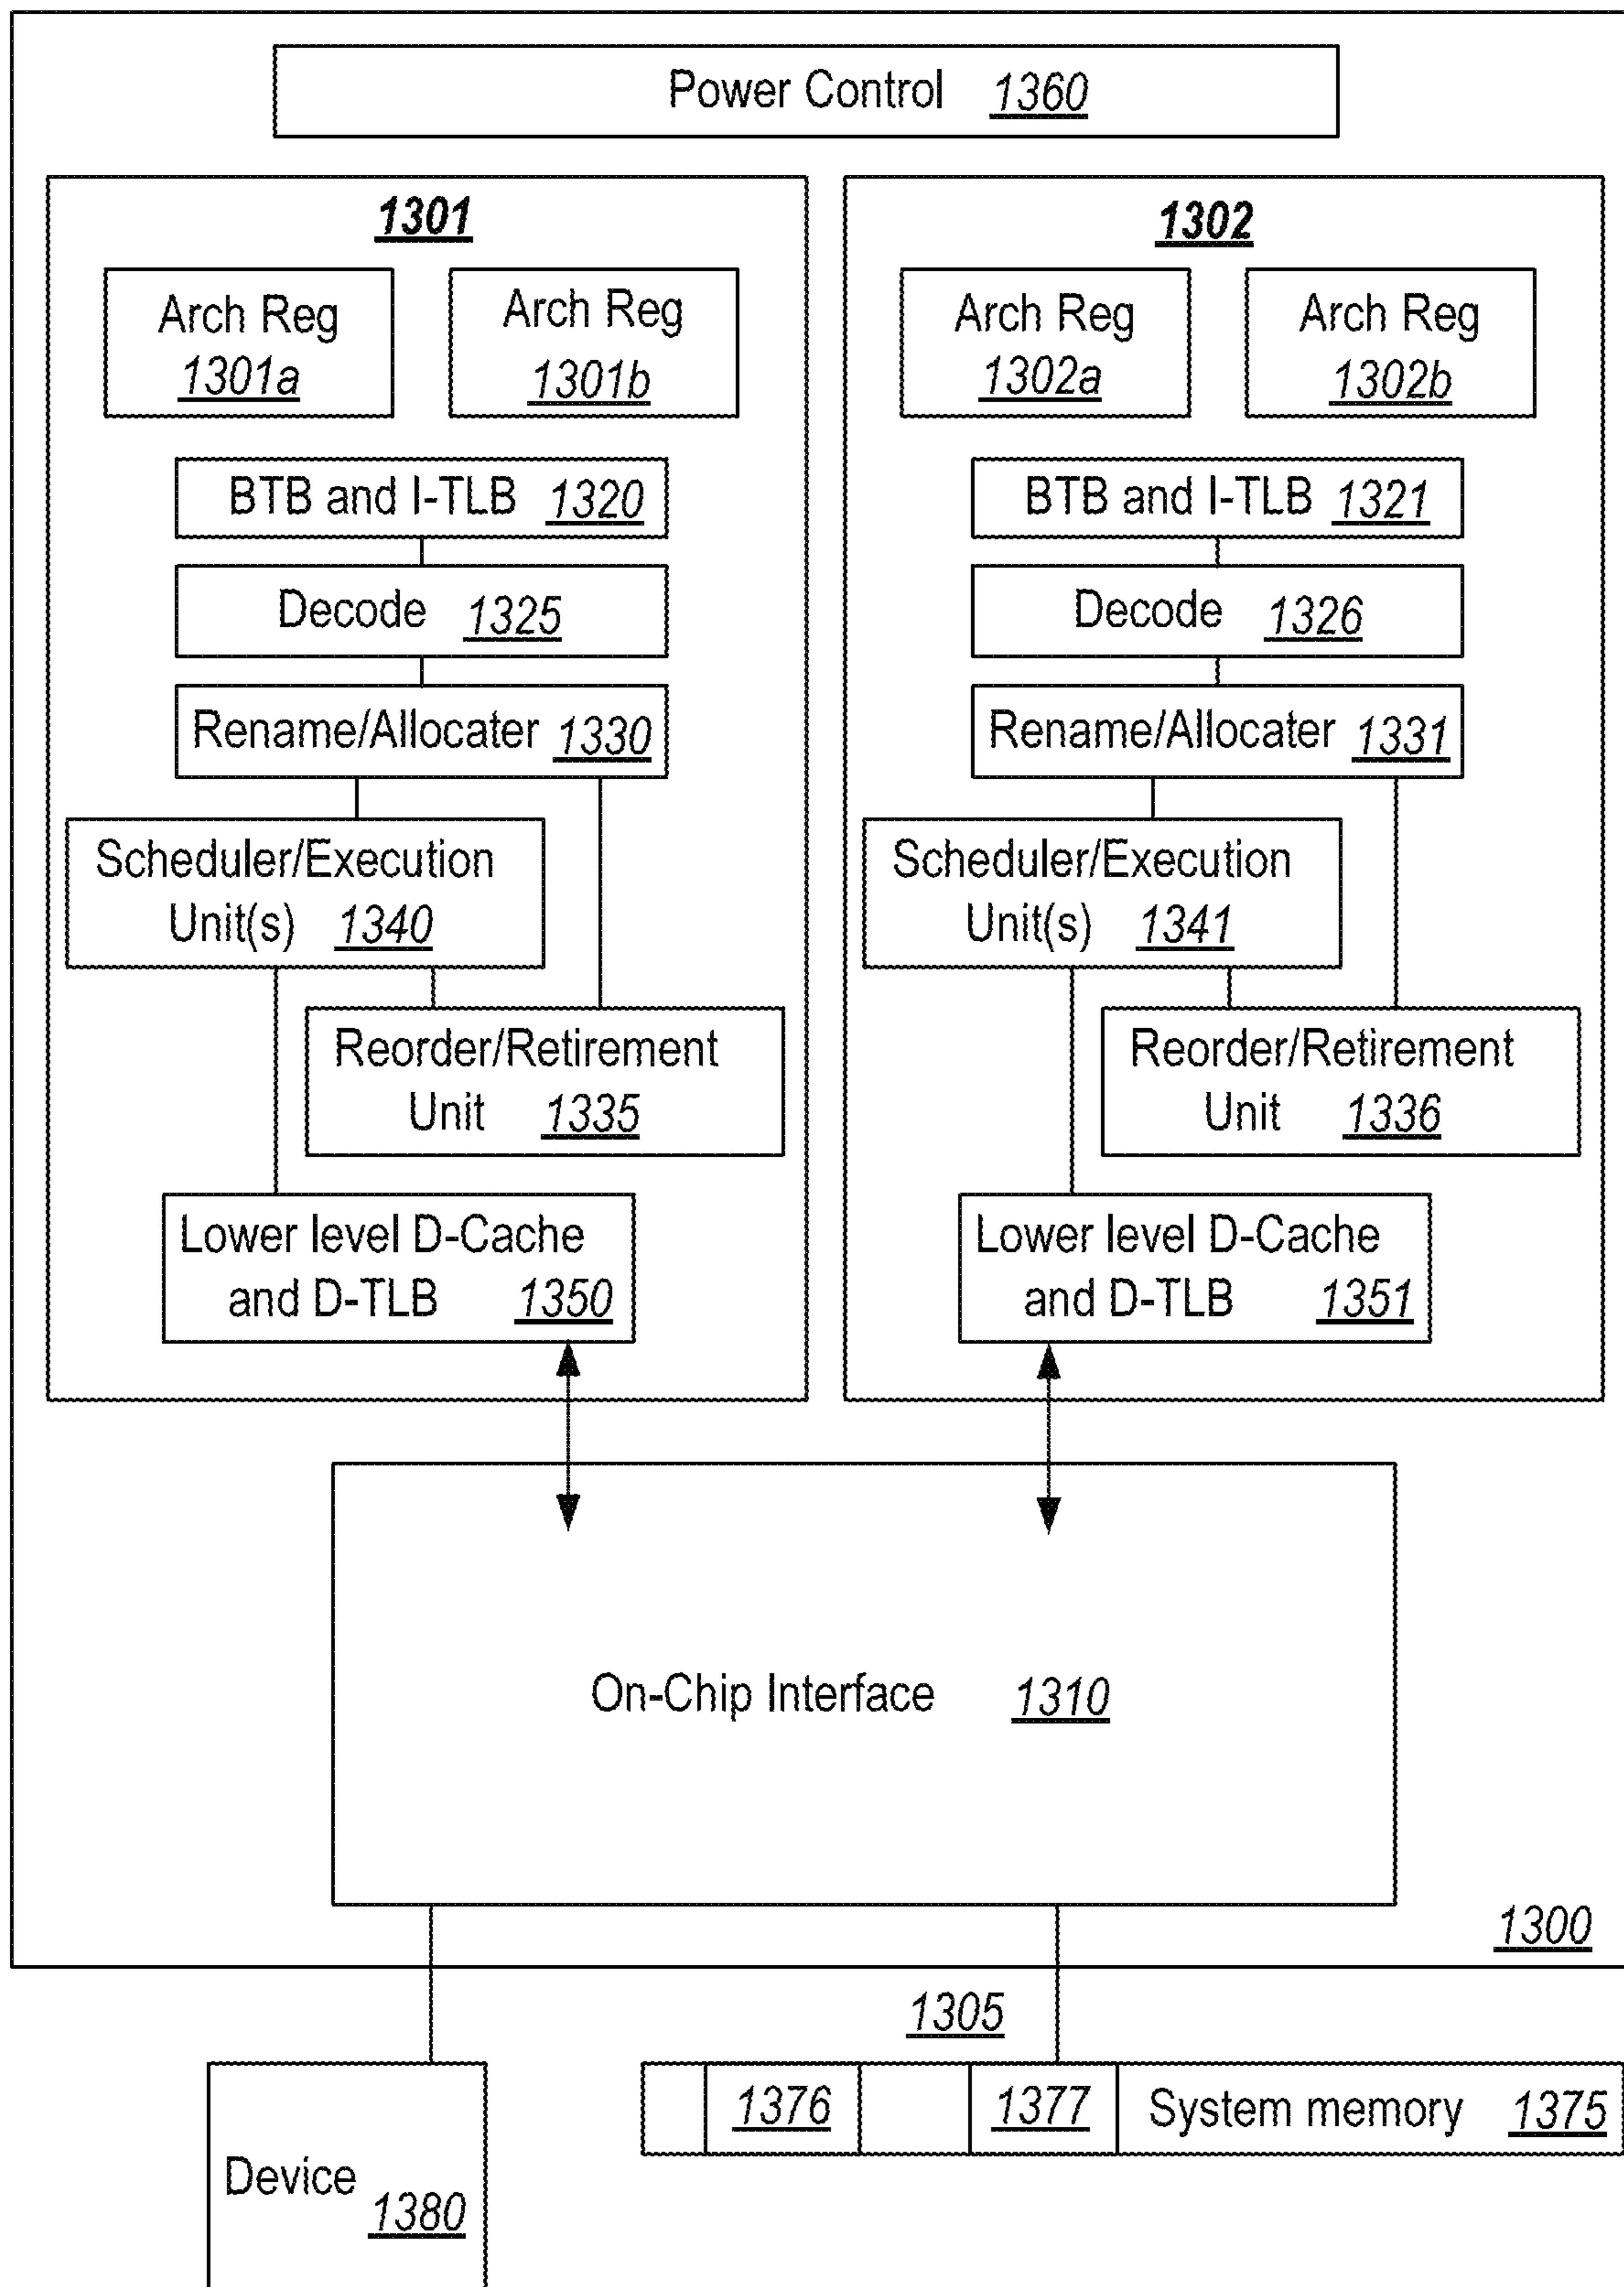 Power Control 1360
1301
Arch Reg
1301a
Arch Reg
1301b
BTB and I-TLB 1320
Decode 1325
Rename/Allocater 1330
Scheduler/Execution
Unit(s) 1340
Reorder/Retirement
Unit 1335
Lower level D-Cache
and D-TLB 1350
1302
Arch Reg
1302a
Arch Reg
1302b
BTB and I-TLB 1321
Decode 1326
Rename/Allocater 1331
Scheduler/Execution
Unit(s) 1341
Reorder/Retirement
Unit 1336
Lower level D-Cache
and D-TLB 1351
On-Chip Interface 1310
1300
1305
1376
1377
System memory 1375
Device 1380